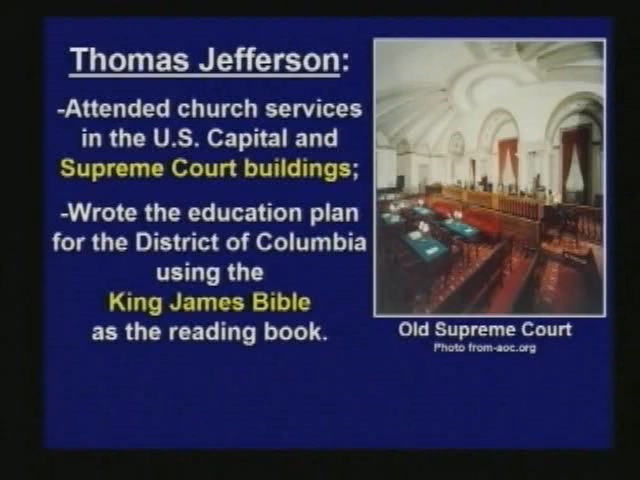 Thomas Jefferson:
-Attended church services
in the U.S. Capital and
Supreme Court buildings;
-Wrote the education plan
for the District of Columbia
using the
King James Bible
as the reading book.
Old Supreme Court
Photo from-aoc.org